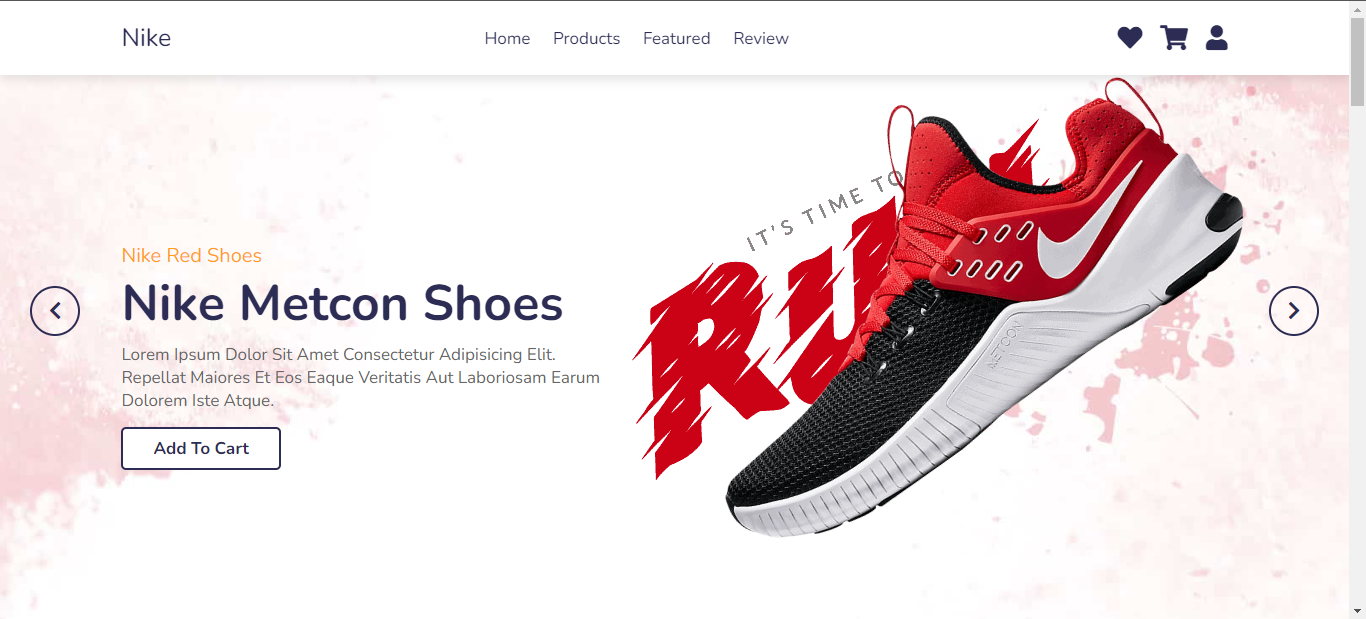 Nike
Home Products Featured Review
IT'S TIME TO
Nike Red Shoes
Nike Metcon Shoes
Lorem Ipsum Dolor Sit Amet Consectetur Adipisicing Elit.
Repellat Maiores Et Eos Eaque Veritatis Aut Laboriosam Earum
Dolorem Iste Atque.
Add To Cart
METCON